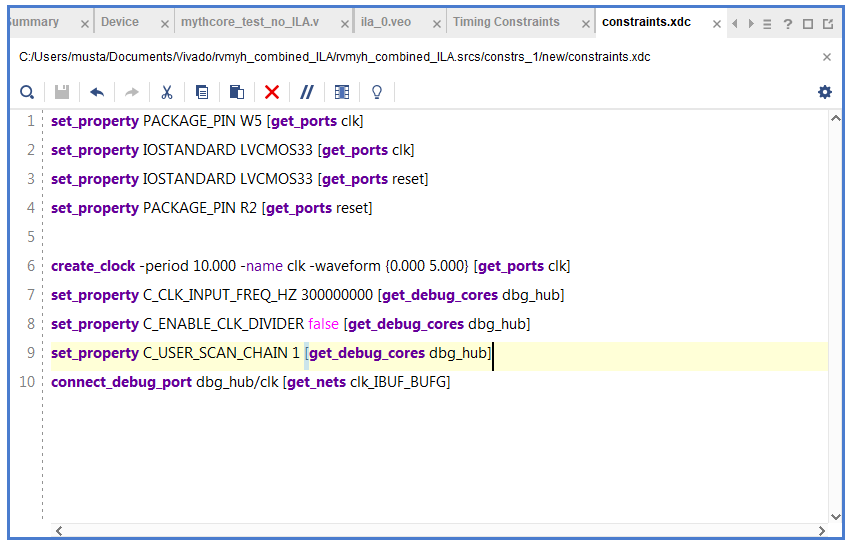 Summary Device mythcore_test_no_ILA.v ila_0.veo Timing Constraints constraints.xdc
C:/Users/musta/Documents/Vivado/rvmyh_combined_ILA/rvmyh_combined_ILA.srcs/constrs_1/new/constraints.xdc
1 set_property PACKAGE_PIN W5 [get_ports clk]
2 set_property IOSTANDARD LVCMOS33 [get_ports clk]
3 set_property IOSTANDARD LVCMOS33 [get_ports reset]
4 set_property PACKAGE_PIN R2 [get_ports reset]
5
6 create_clock -period 10.000 -name clk -waveform {0.000 5.000} [get_ports clk]
7 set_property C_CLK_INPUT_FREQ_HZ 300000000 [get_debug_cores dbg_hub]
8 set_property C_ENABLE_CLK_DIVIDER false [get_debug_cores dbg_hub]
9 set_property C_USER_SCAN_CHAIN 1 [get_debug_cores dbg_hub]
10 connect_debug_port dbg_hub/clk [get_nets clk_IBUF_BUFG]